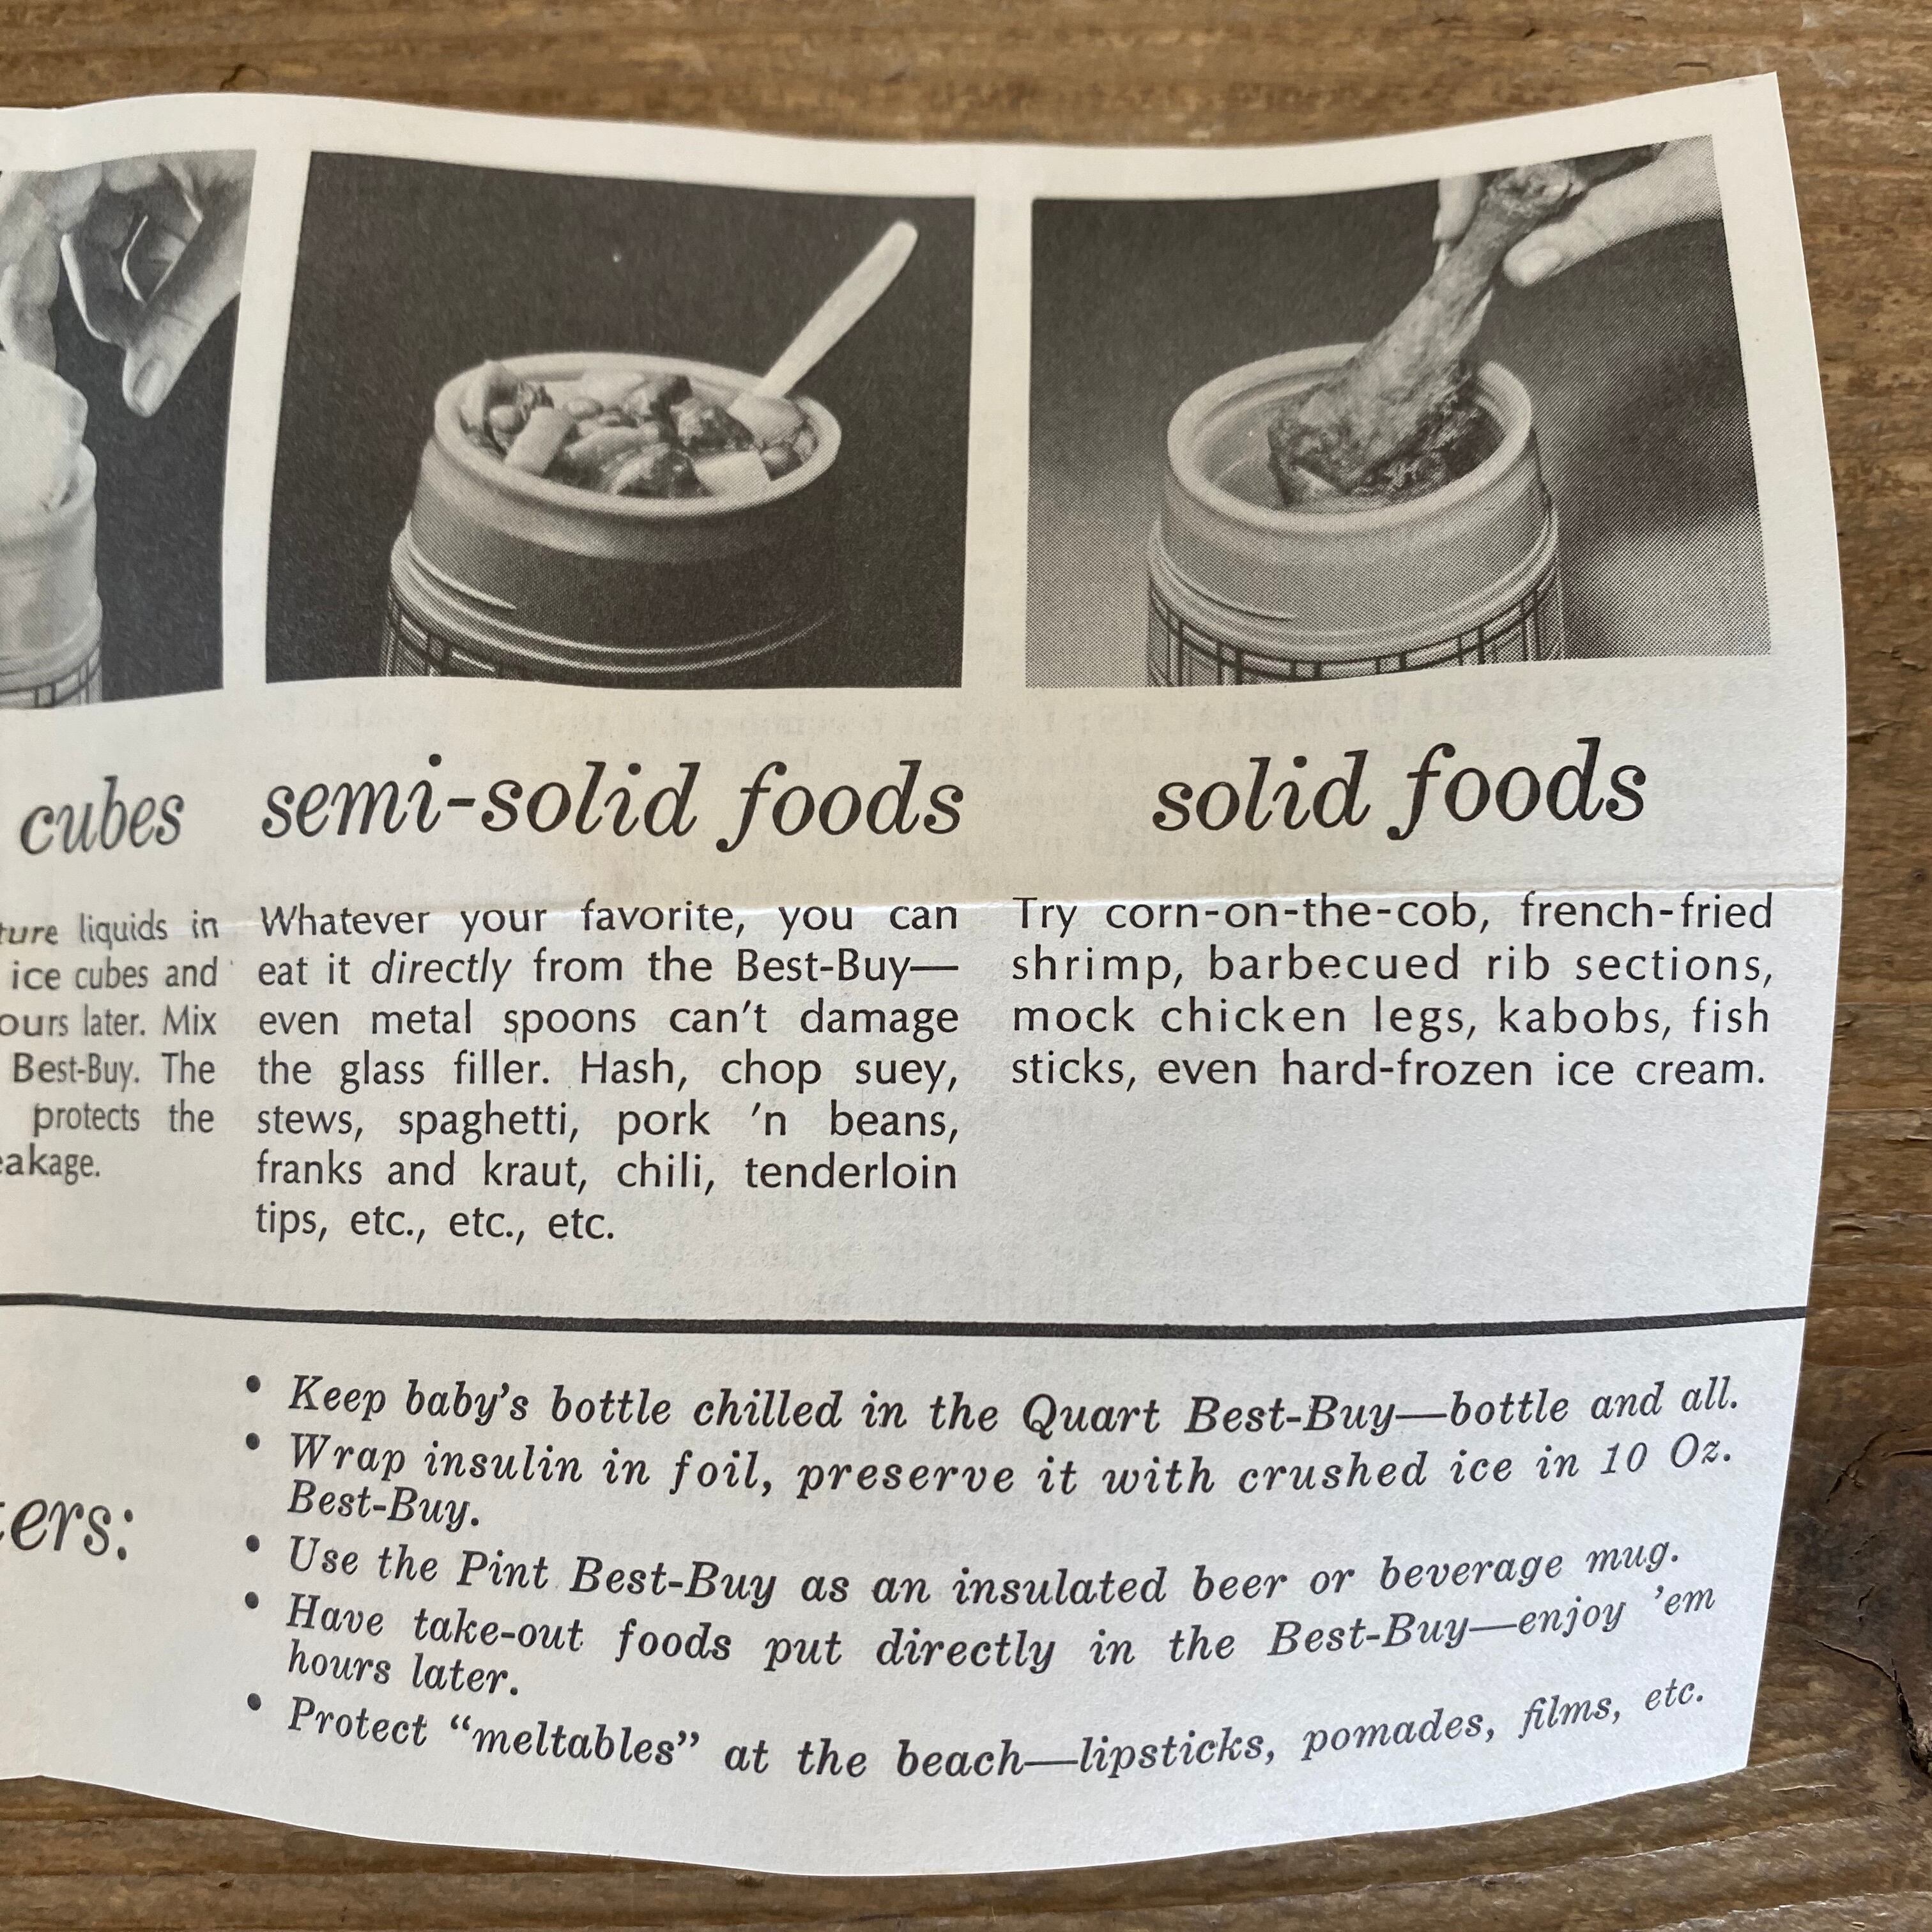 cubes
liquids in
ice cubes and
later. Mix
Best-Buy. The
protects the
semi-solid foods
Whatever your favorite, you can
eat it directly from the Best-Buy—
even metal spoons can't damage
the glass filler. Hash, chop suey,
stews, spaghetti, pork 'n beans,
franks and kraut, chili, tenderloin
tips, etc., etc., etc.
solid foods
Try corn-on-the-cob, french-fried
shrimp, barbecued rib sections,
mock chicken legs, kabobs, fish
sticks, even hard-frozen ice cream.
• Keep baby's bottle chilled in the Quart Best-Buy—bottle and all.
• Wrap insulin in foil, preserve it with crushed ice in 10 Oz.
Best-Buy.
• Use the Pint Best-Buy as an insulated beer or beverage mug.
• Have take-out foods put directly in the Best-Buy—enjoy 'em
hours later.
• Protect “meltables” at the beach—lipsticks, pomades, films, etc.